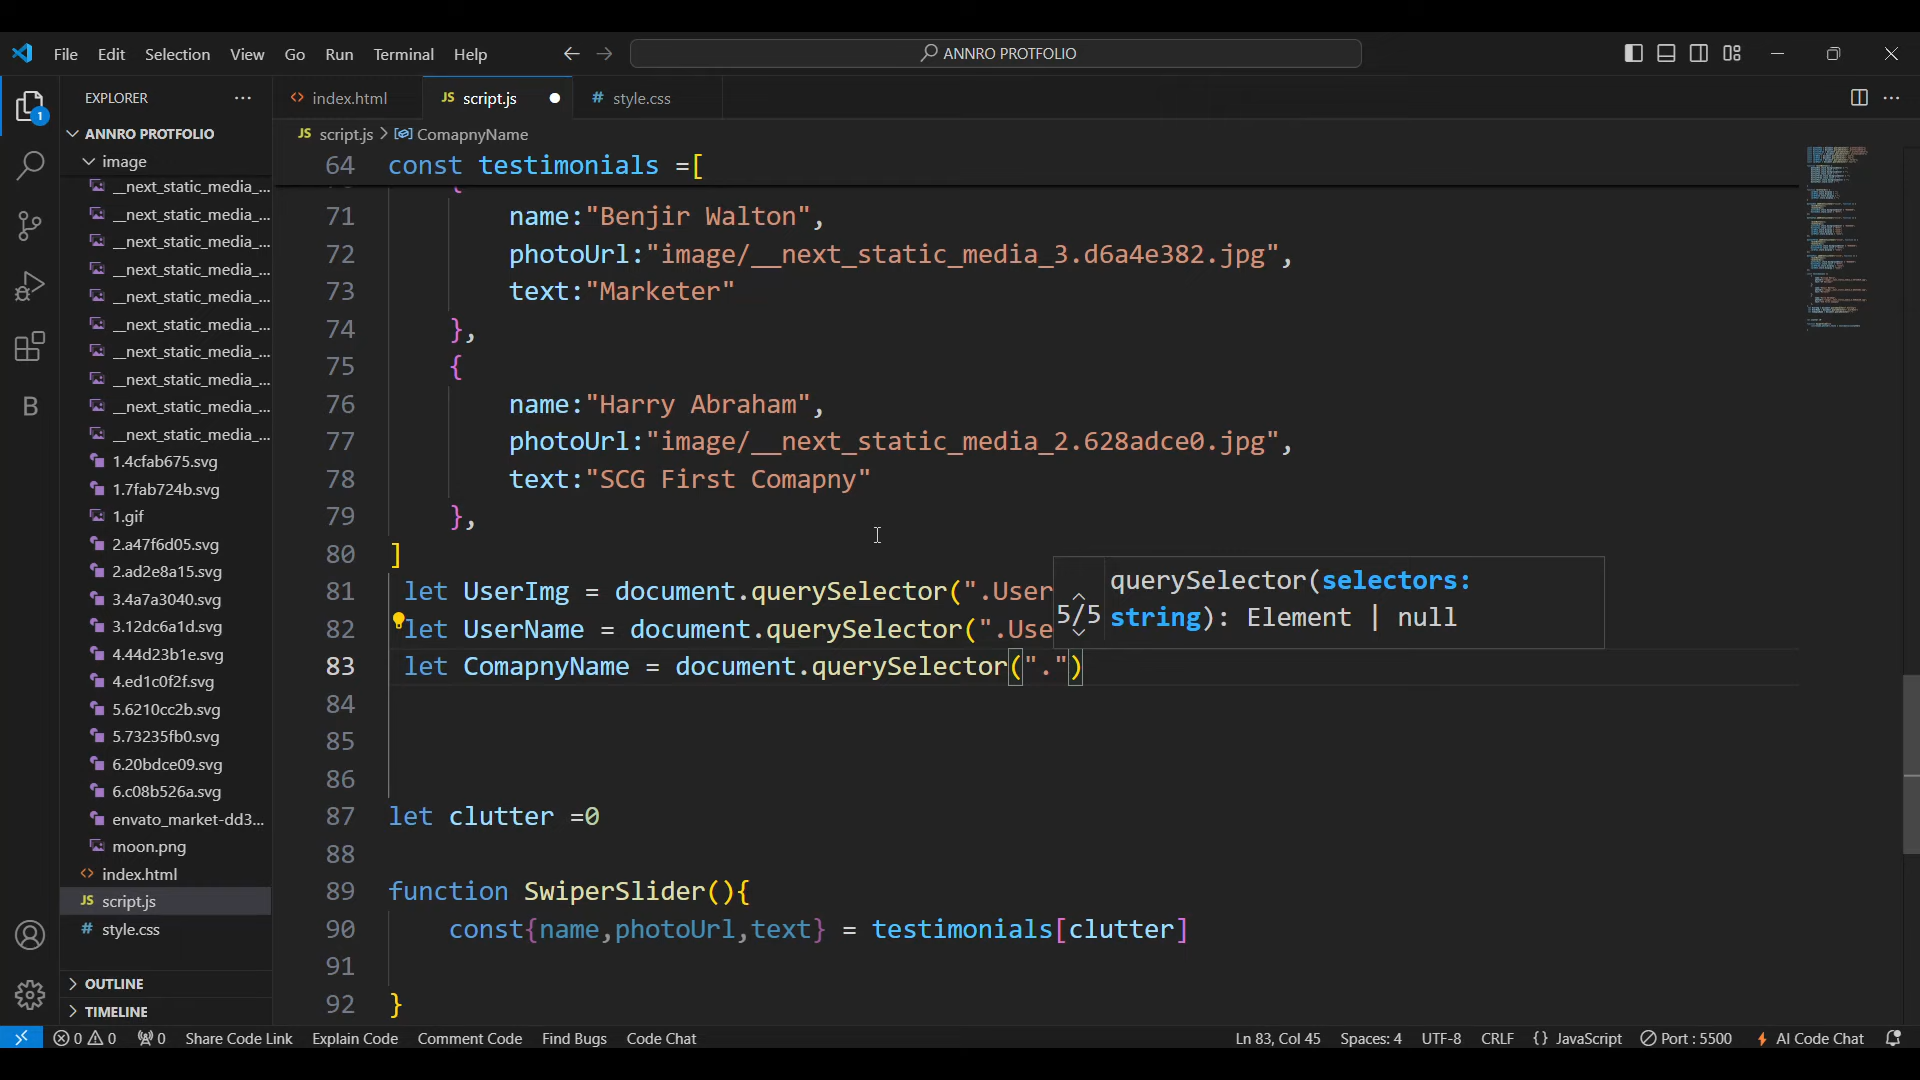 File Edit Selection View Go Run Terminal Help
ANNRO PROTFOLIO
EXPLORER
index.html
JS script.js
# style.css
ANNRO PROTFOLIO
image
__next_static_media_...
__next_static_media_...
__next_static_media_...
__next_static_media_...
__next_static_media_...
__next_static_media_...
__next_static_media_...
__next_static_media_...
__next_static_media_...
__next_static_media_...
1.4cfab675.svg
1.7fab724b.svg
1.gif
2.a47f6d05.svg
2.ad2e8a15.svg
3.4a7a3040.svg
3.12dc6a1d.svg
4.44d23b1e.svg
4.ed1c0f2f.svg
5.6210cc2b.svg
5.73235fb0.svg
6.20bdce09.svg
6.c08b526a.svg
envato_market-dd3...
moon.png
<> index.html
JS script.js
# style.css
OUTLINE
TIMELINE
1
B
JS script.js > ComapnyName
64 const testimonials =[
71 name:"Benjir Walton",
72 photoUrl:"image/__next_static_media_3.d6a4e382.jpg",
73 text:"Marketer"
74 },
75 {
76 name:"Harry Abraham",
77 photoUrl:"image/__next_static_media_2.628adce0.jpg",
78 text:"SCG First Comapny"
79 },
80 ]
81 let UserImg = document.querySelector(".User
82 let UserName = document.querySelector(".Use
83 let ComapnyName = document.querySelector(".")
84
85
86
87 let clutter =0
88
89 function SwiperSlider(){
90 const{name,photoUrl,text} = testimonials[clutter]
91
92 }
5/5
querySelector(selectors:
string): Element | null
0 0 0 Share Code Link Explain Code Comment Code Find Bugs Code Chat Ln 83, Col 45 Spaces: 4 UTF-8 CRLF {} JavaScript Port : 5500 AI Code Chat